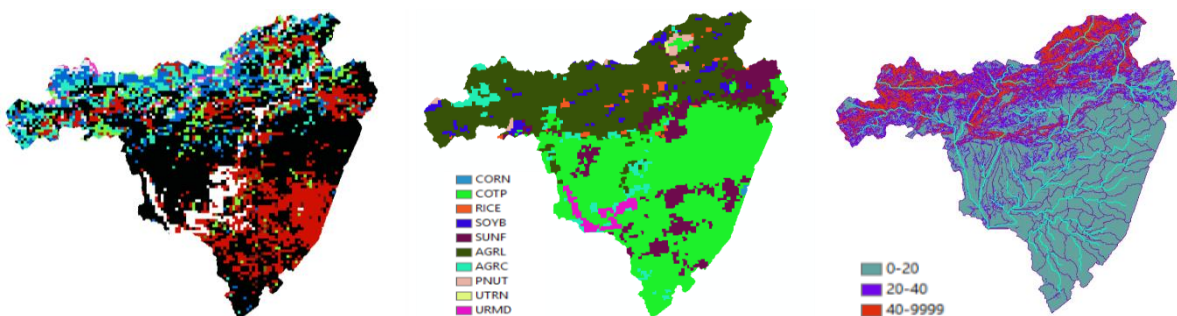 CORN
COTP
RICE
SOYB
SUNF
AGRL
AGRC
PNUT
UTRN
URMD
0-20
20-40
40-9999